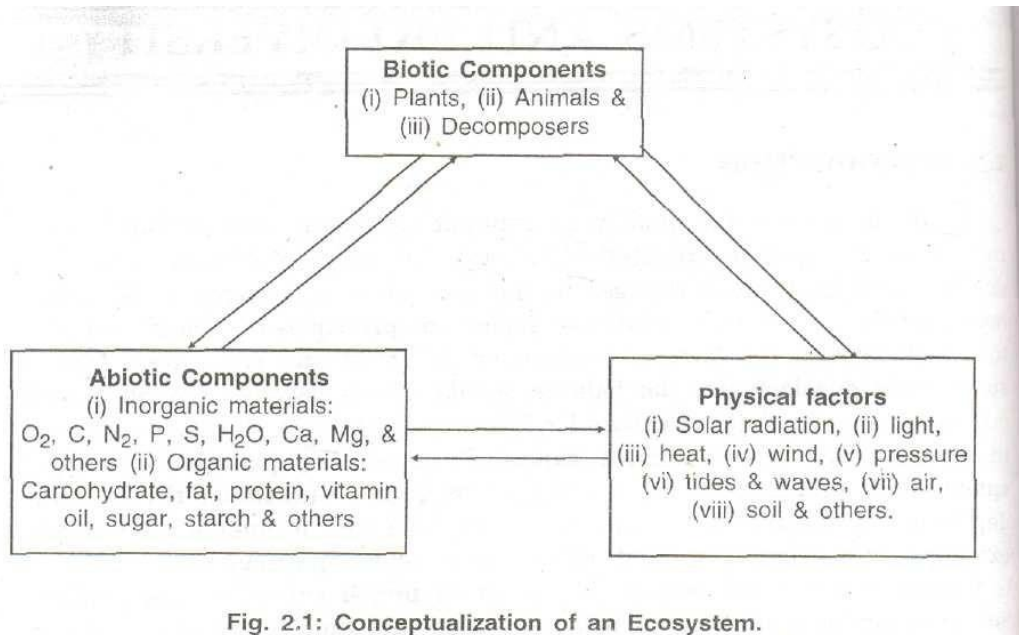 Biotic Components
(i) Plants, (ii) Animals &
(iii) Decomposers
Abiotic Components
(i) Inorganic materials:
O₂, C, N₂, P, S, H₂O, Ca, Mg, &
others (ii) Organic materials:
Carbohydrate, fat, protein, vitamin
oil, sugar, starch & others
Physical factors
(i) Solar radiation, (ii) light,
(iii) heat, (iv) wind, (v) pressure
(vi) tides & waves, (vii) air,
(viii) soil & others.
Fig. 2.1: Conceptualization of an Ecosystem.